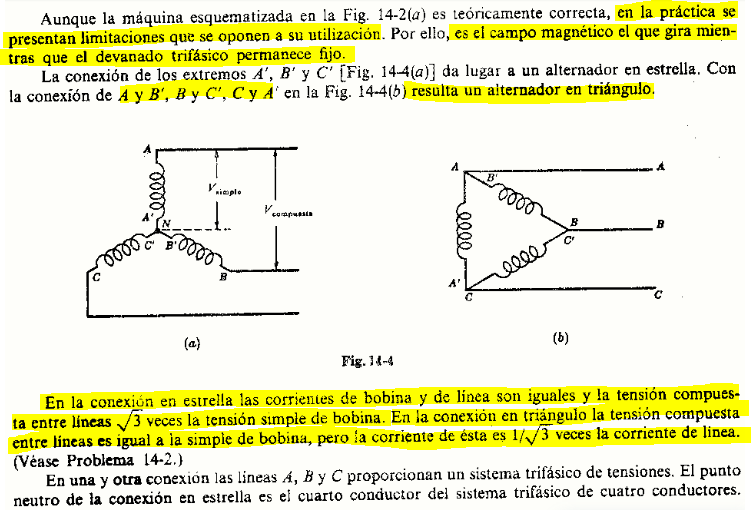 Aunque la máquina esquematizada en la Fig. 14-2(a) es teóricamente correcta, en la práctica se
presentan limitaciones que se oponen a su utilización. Por ello, es el campo magnético el que gira mien-
tras que el devanado trifásico permanece fijo.
La conexión de los extremos A', B' y C' [Fig. 14-4(a)] da lugar a un alternador en estrella. Con
la conexión de A y B', B y C', C y A' en la Fig. 14-4(b) resulta un alternador en triángulo.
A
V simple
V compuesta
A' N
C' B'
C
B
(a)
A A
B'
B B
C'
A'
C C
(b)
Fig. 14-4
En la conexión en estrella las corrientes de bobina y de línea son iguales y la tensión compues-
ta entre líneas √3 veces la tensión simple de bobina. En la conexión en triángulo la tensión compuesta
entre líneas es igual a la simple de bobina, pero la corriente de ésta es 1/√3 veces la corriente de línea.
(Véase Problema 14-2.)
En una y otra conexión las líneas A, B y C proporcionan un sistema trifásico de tensiones. El punto
neutro de la conexión en estrella es el cuarto conductor del sistema trifásico de cuatro conductores.